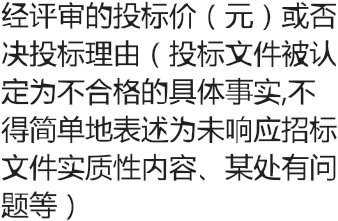 经评审的投标价（元）或否
决投标理由（投标文件被认
定为不合格的具体事实,不
得简单地表述为未响应招标
文件实质性内容、某处有问
题等）